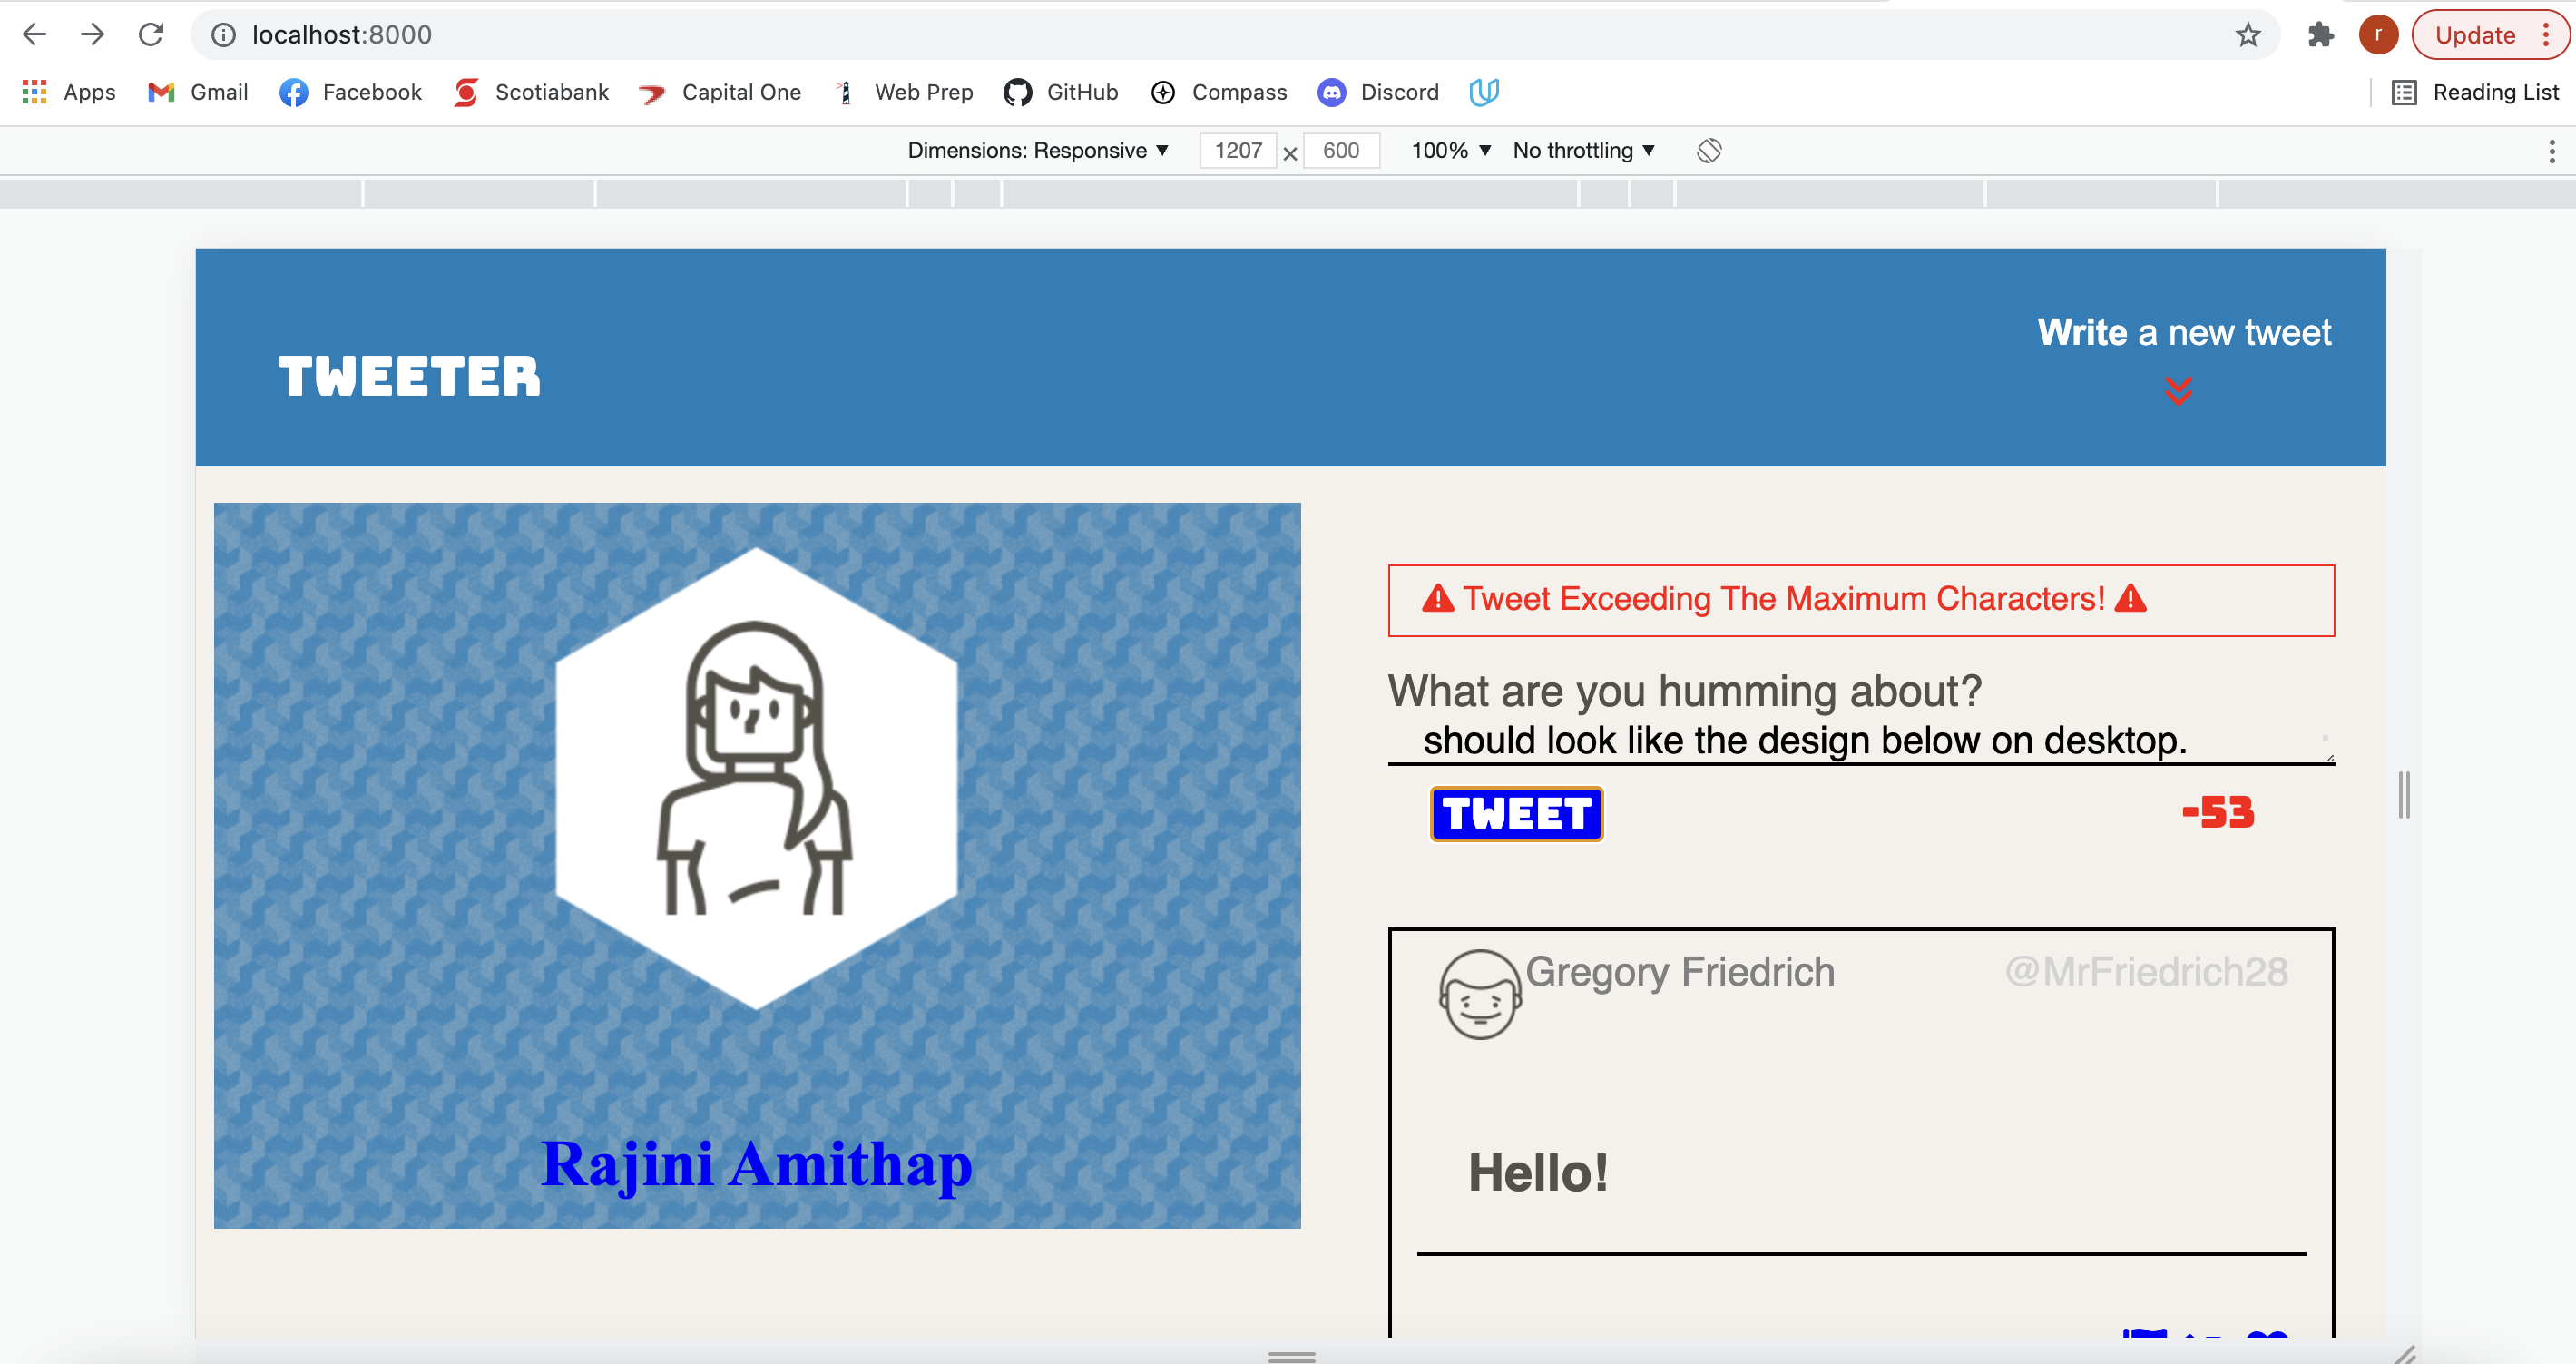 localhost:8000
r
Update
Apps
Gmail
Facebook
Scotiabank
Capital One
Web Prep
GitHub
Compass
Discord
Reading List
Dimensions: Responsive ▼ 1207 × 600 100% ▼ No throttling ▼
TWEETER
Write a new tweet
Tweet Exceeding The Maximum Characters!
What are you humming about?
should look like the design below on desktop.
TWEET
-53
Gregory Friedrich
@MrFriedrich28
Hello!
Rajini Amithap